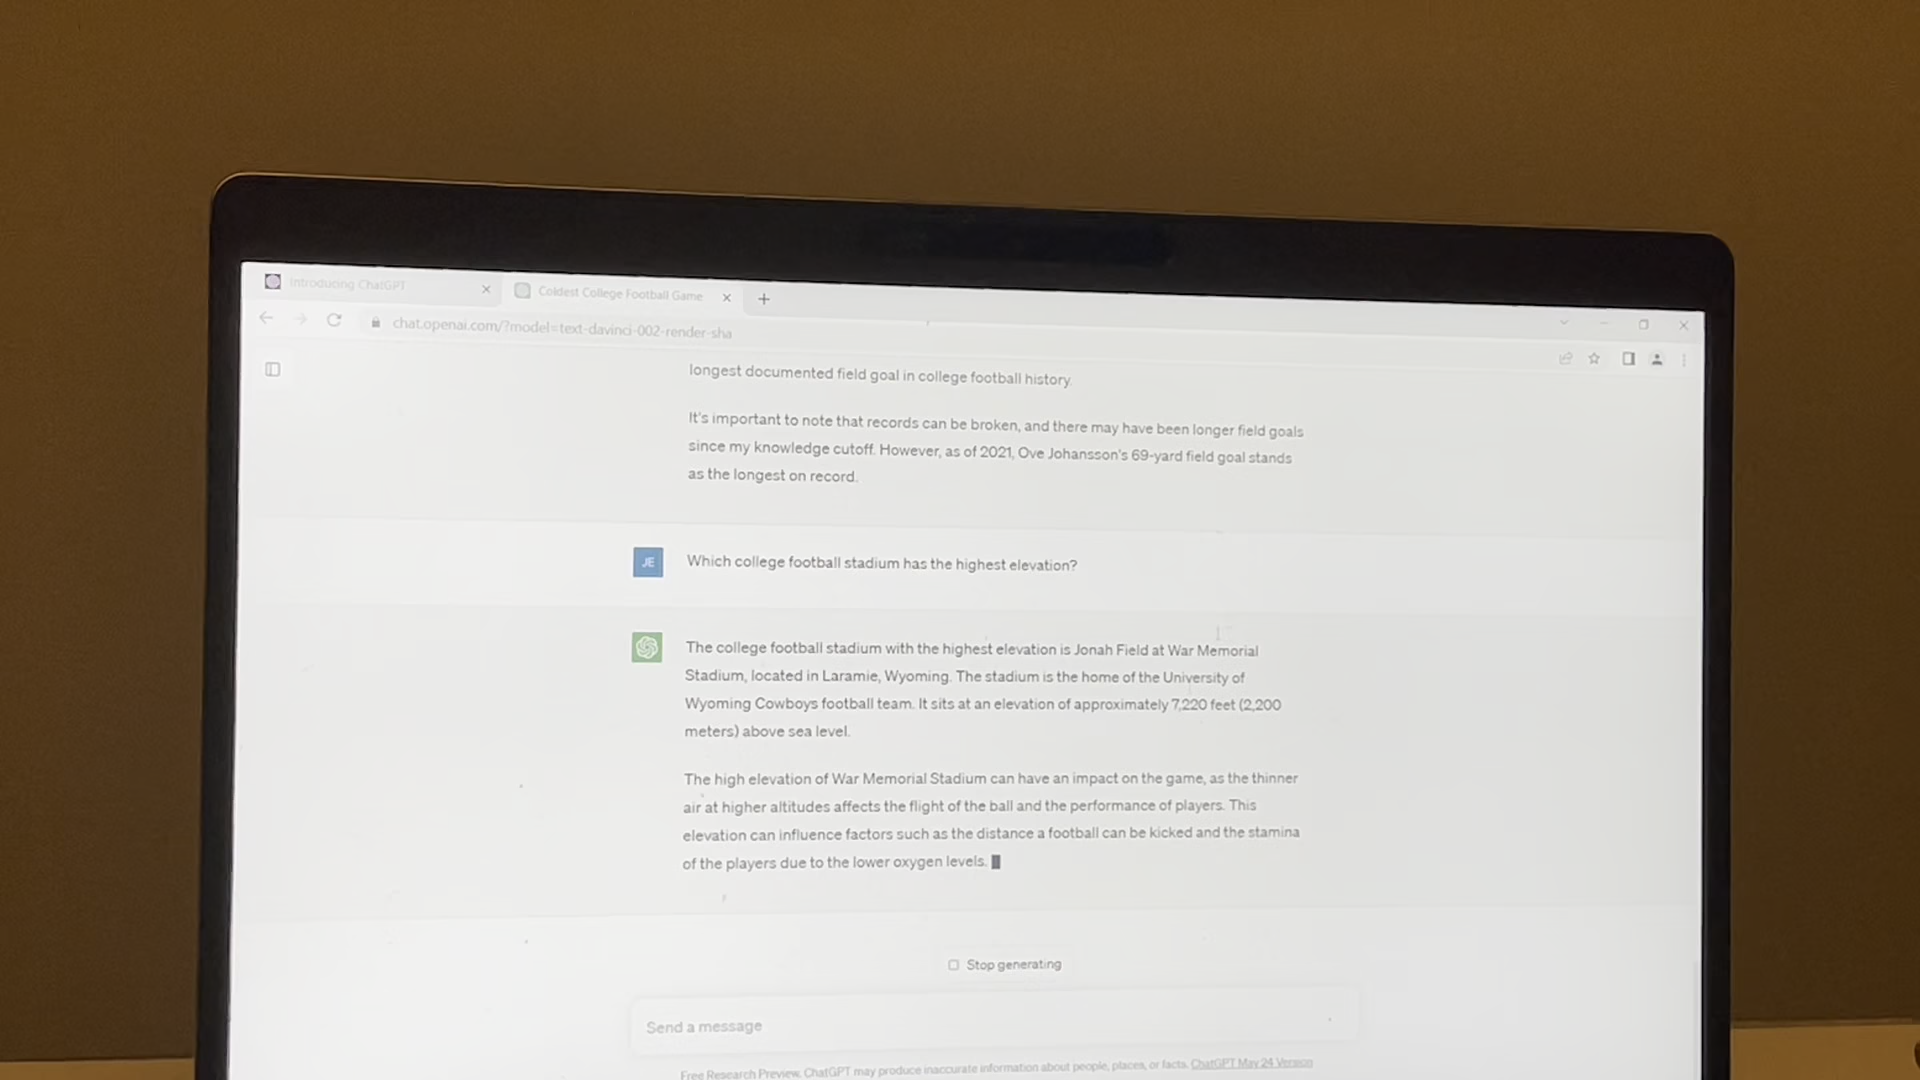 Introducing ChatGPT
Coldest College Football Game
chat.openai.com/?model=text-davinci-002-render-sha
longest documented field goal in college football history.
It's important to note that records can be broken, and there may have been longer field goals
since my knowledge cutoff. However, as of 2021, Ove Johansson's 69-yard field goal stands
as the longest on record.
JE
Which college football stadium has the highest elevation?
The college football stadium with the highest elevation is Jonah Field at War Memorial
Stadium, located in Laramie, Wyoming. The stadium is the home of the University of
Wyoming Cowboys football team. It sits at an elevation of approximately 7,220 feet (2,200
meters) above sea level.
The high elevation of War Memorial Stadium can have an impact on the game, as the thinner
air at higher altitudes affects the flight of the ball and the performance of players. This
elevation can influence factors such as the distance a football can be kicked and the stamina
of the players due to the lower oxygen levels.
Stop generating
Send a message
Free Research Preview. ChatGPT may produce inaccurate information about people, places, or facts. ChatGPT May 24 Version